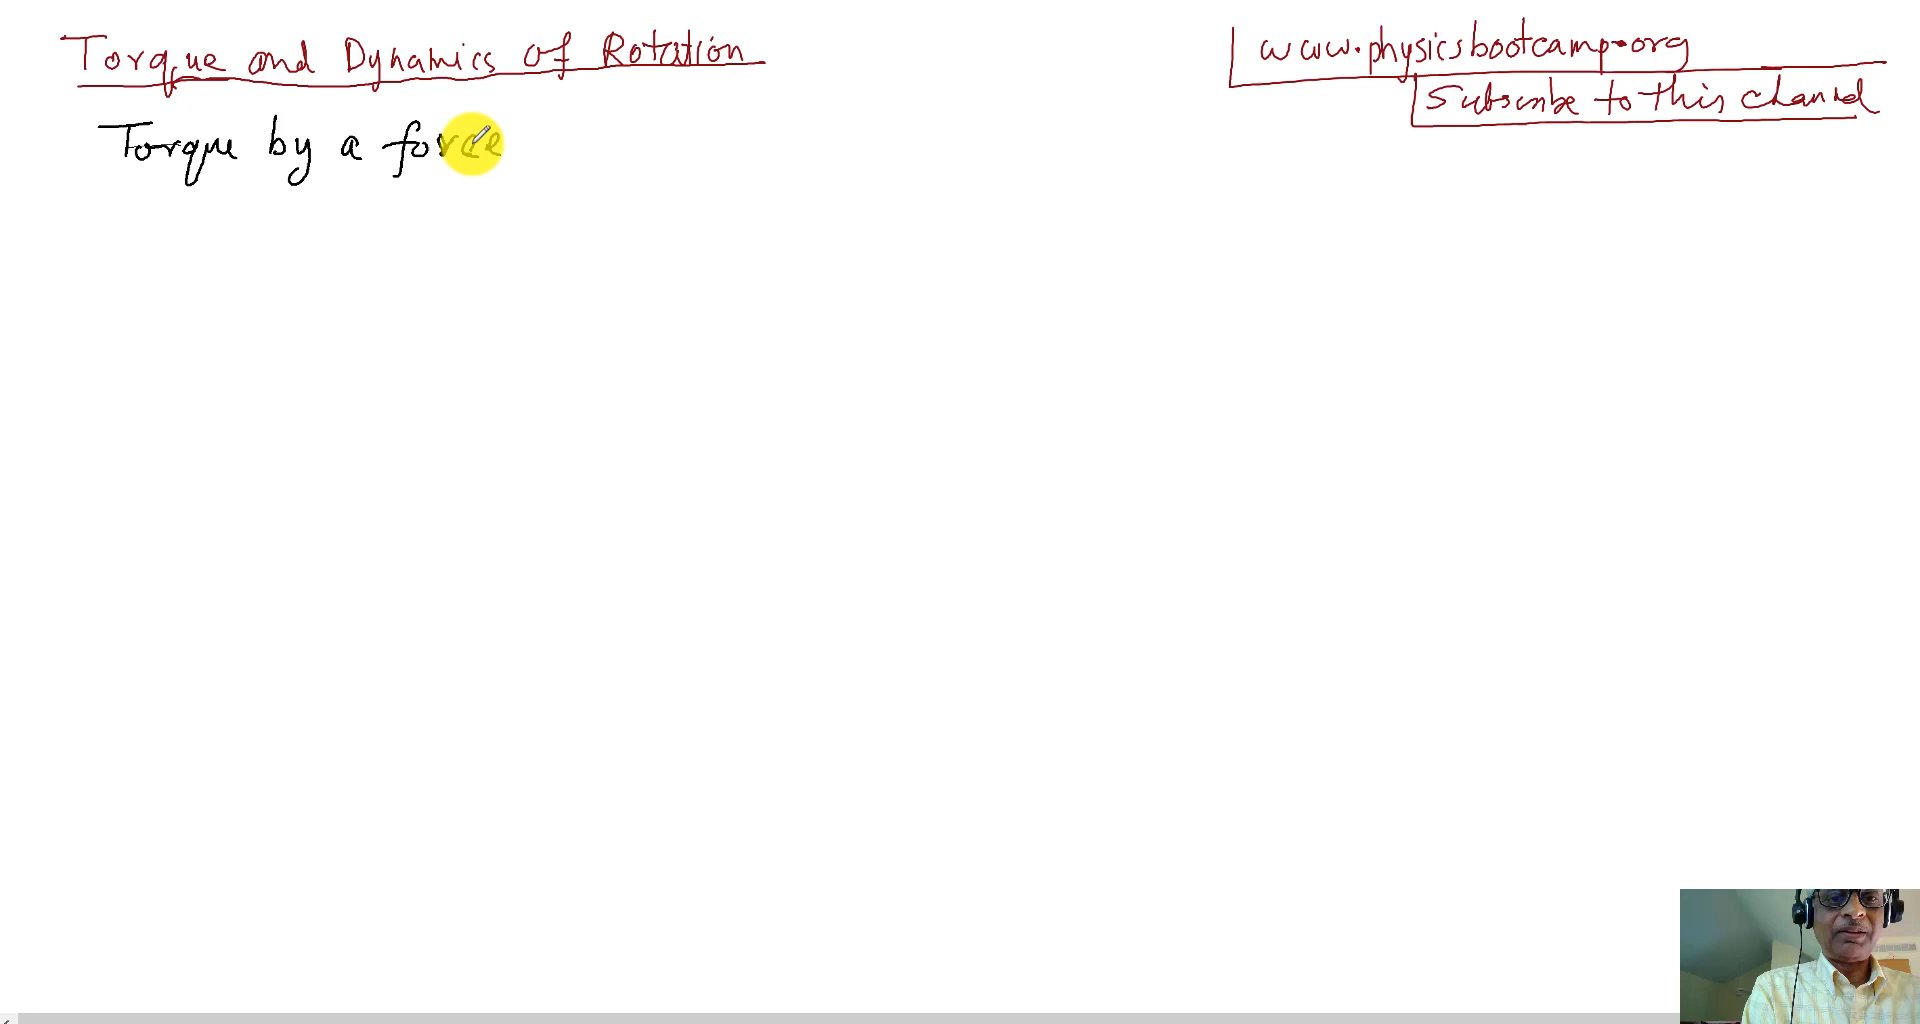 Torque and Dynamics of Rotation
www.physicsbootcamp.org
Subscribe to this channel
Torque by a force